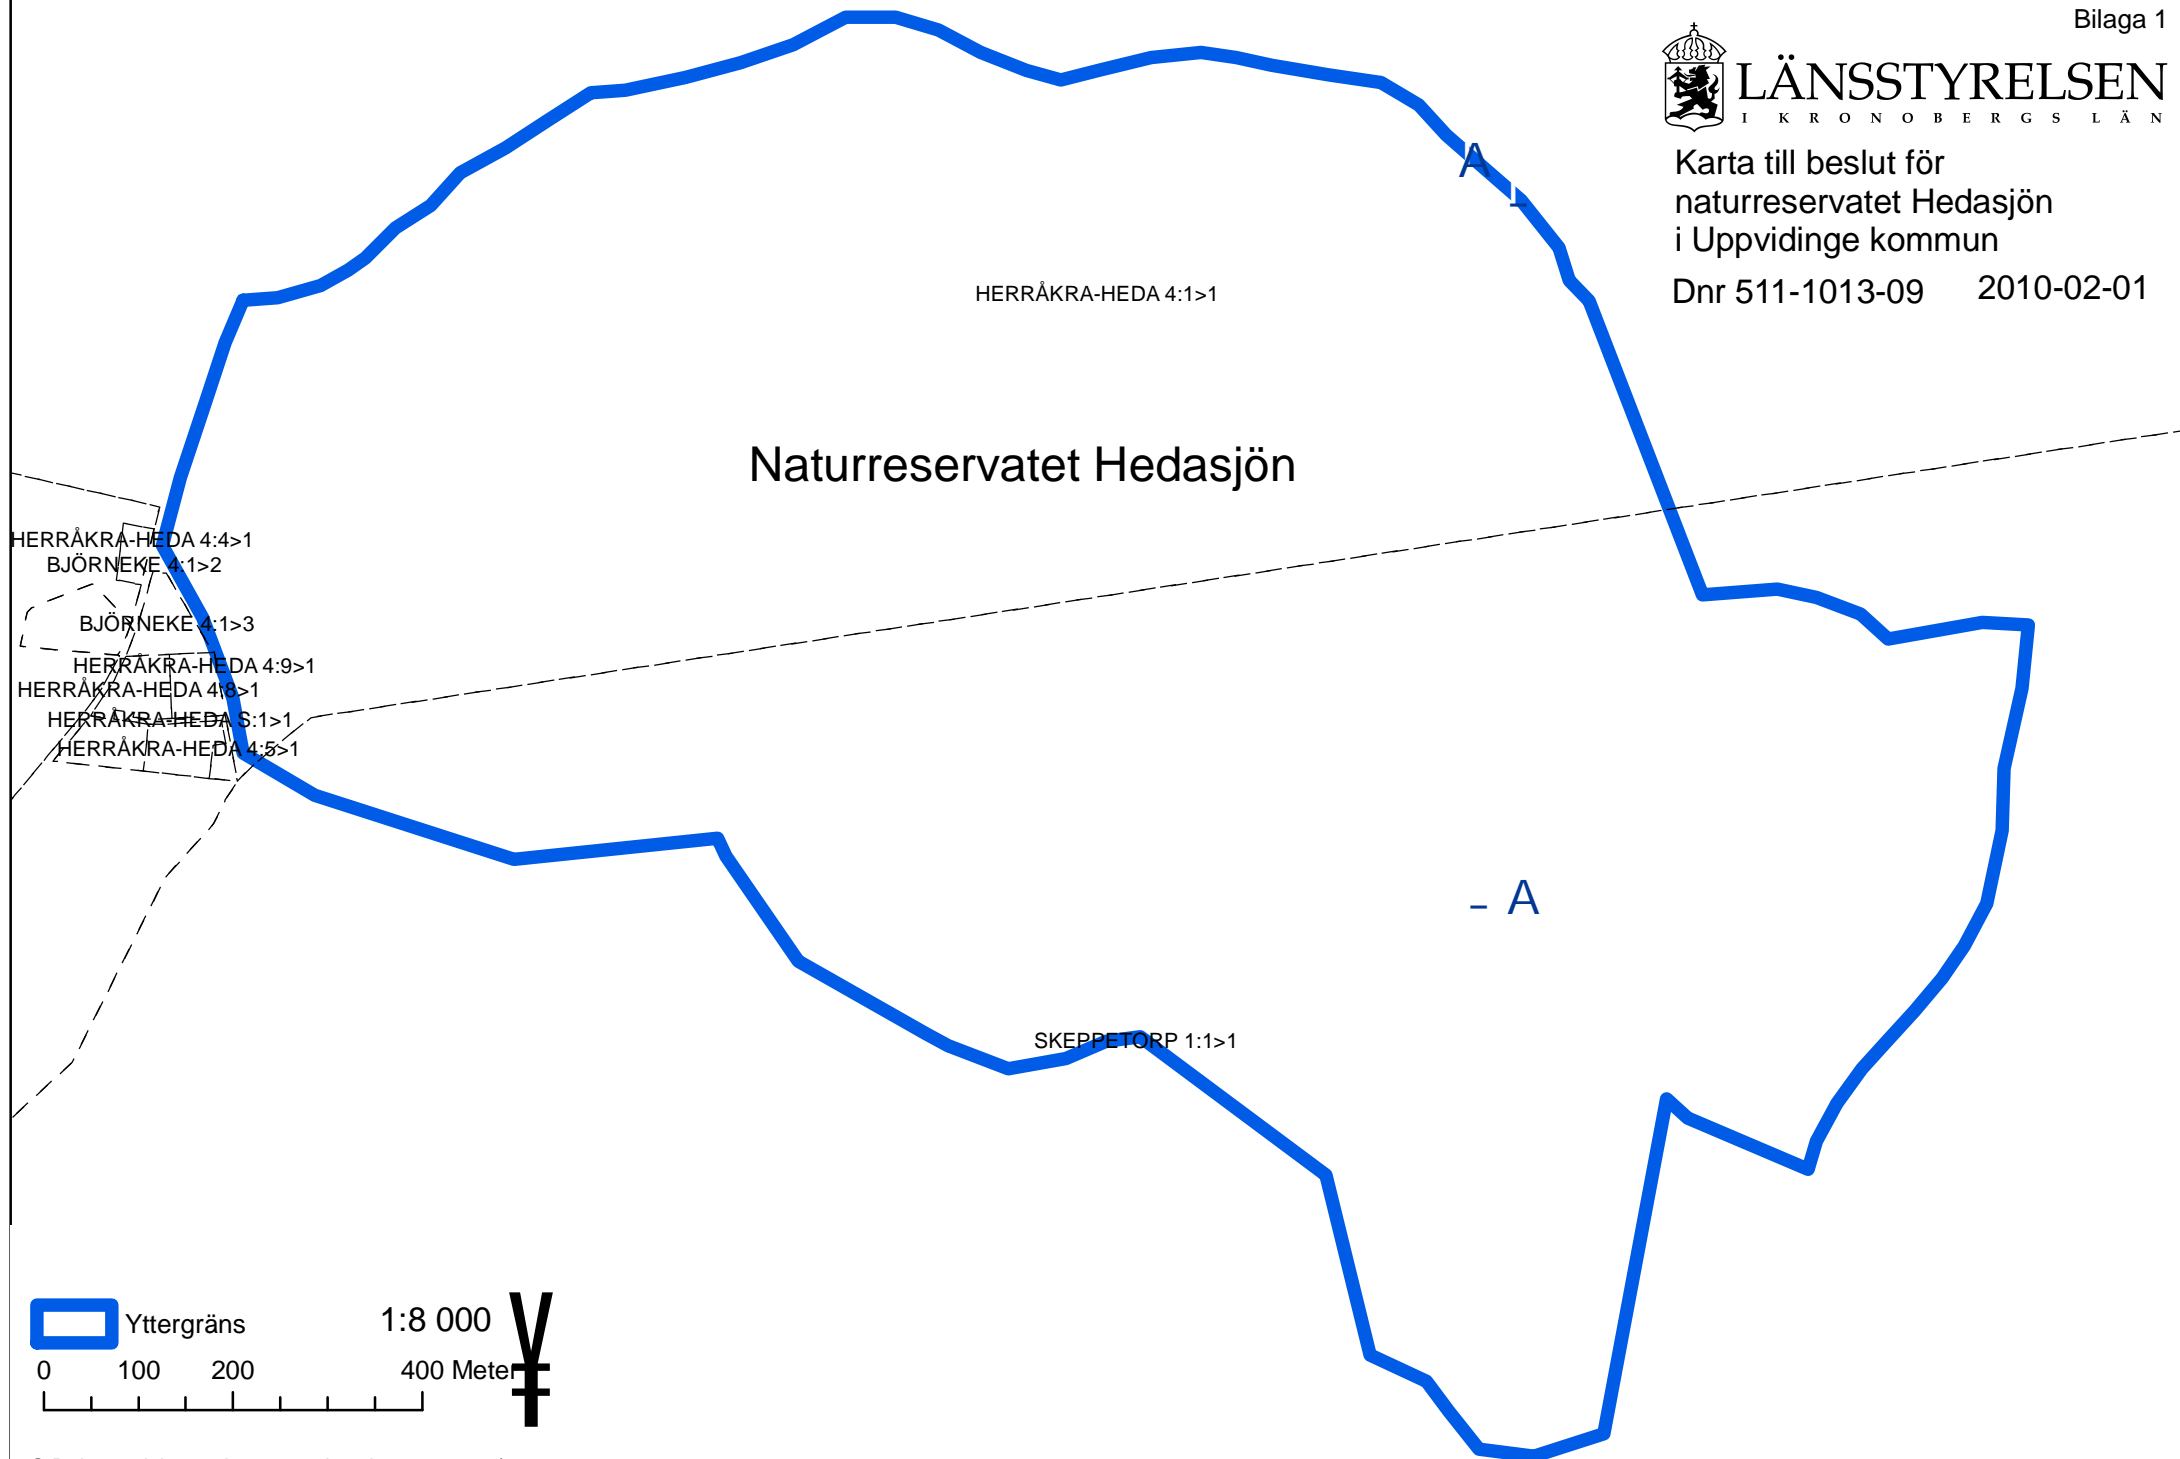 Bilaga 1
LÄNSSTYRELSEN
I KRONOBERGS LÄN
Karta till beslut för
naturreservatet Hedasjön
i Uppvidinge kommun
Dnr 511-1013-09 2010-02-01
A
1
HERRÅKRA-HEDA 4:1>1
Naturreservatet Hedasjön
HERRÅKRA-HEDA 4:4>1
BJÖRNEKE 4:1>2
BJÖRNEKE 4:1>3
HERRÅKRA-HEDA 4:9>1
HERRÅKRA-HEDA 4:8>1
HERRÅKRA-HEDA S:1>1
HERRÅKRA-HEDA 4:5>1
- A
SKEPPETORP 1:1>1
Yttergräns 1:8 000 ¥
0 100 200 400 Meter